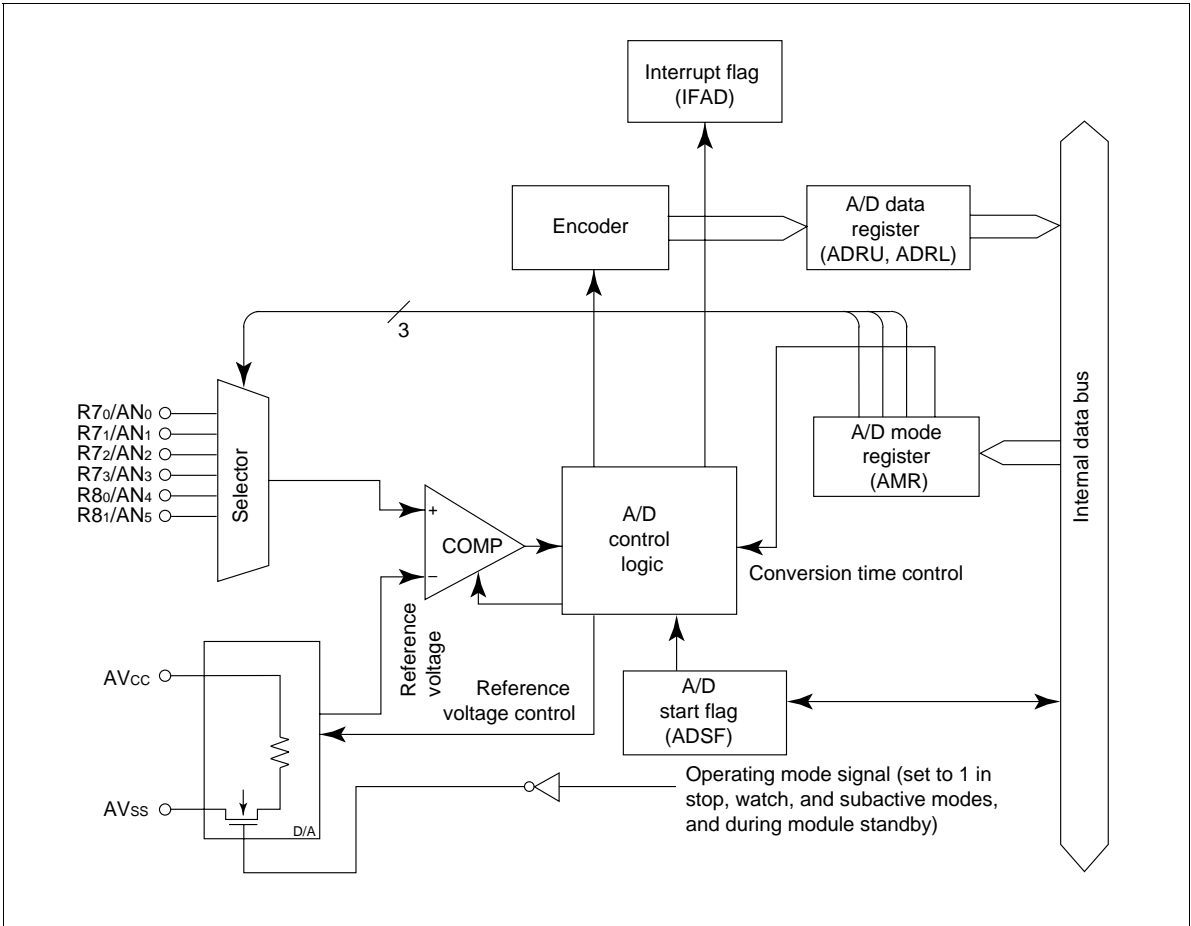 Interrupt flag
(IFAD)
Encoder
A/D data
register
(ADRU, ADRL)
3
R7₀/AN₀
R7₁/AN₁
R7₂/AN₂
R7₃/AN₃
R8₀/AN₄
R8₁/AN₅
Selector
A/D mode
register
(AMR)
Internal data bus
+
COMP
–
A/D
control
logic
Conversion time control
Reference
voltage
Reference
voltage control
A/D
start flag
(ADSF)
AVCC
AVSS
D/A
Operating mode signal (set to 1 in
stop, watch, and subactive modes,
and during module standby)